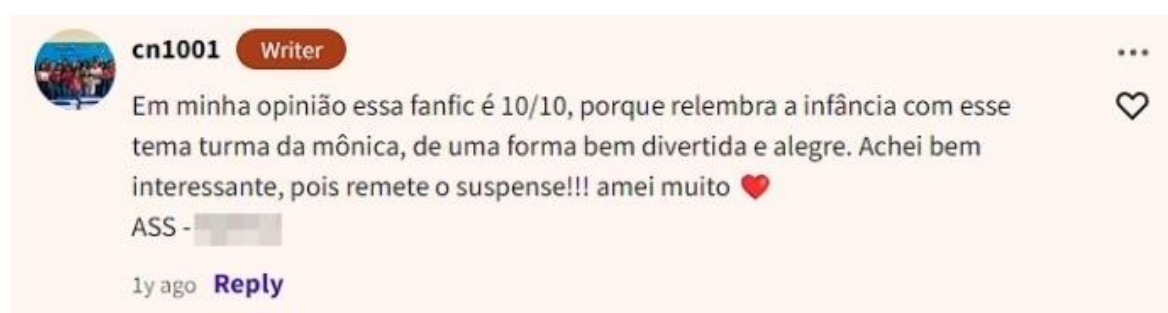 cn1001 Writer
Em minha opinião essa fanfic é 10/10, porque relembra a infância com esse
tema turma da mônica, de uma forma bem divertida e alegre. Achei bem
interessante, pois remete o suspense!!! amei muito ❤️
ASS -
1y ago Reply